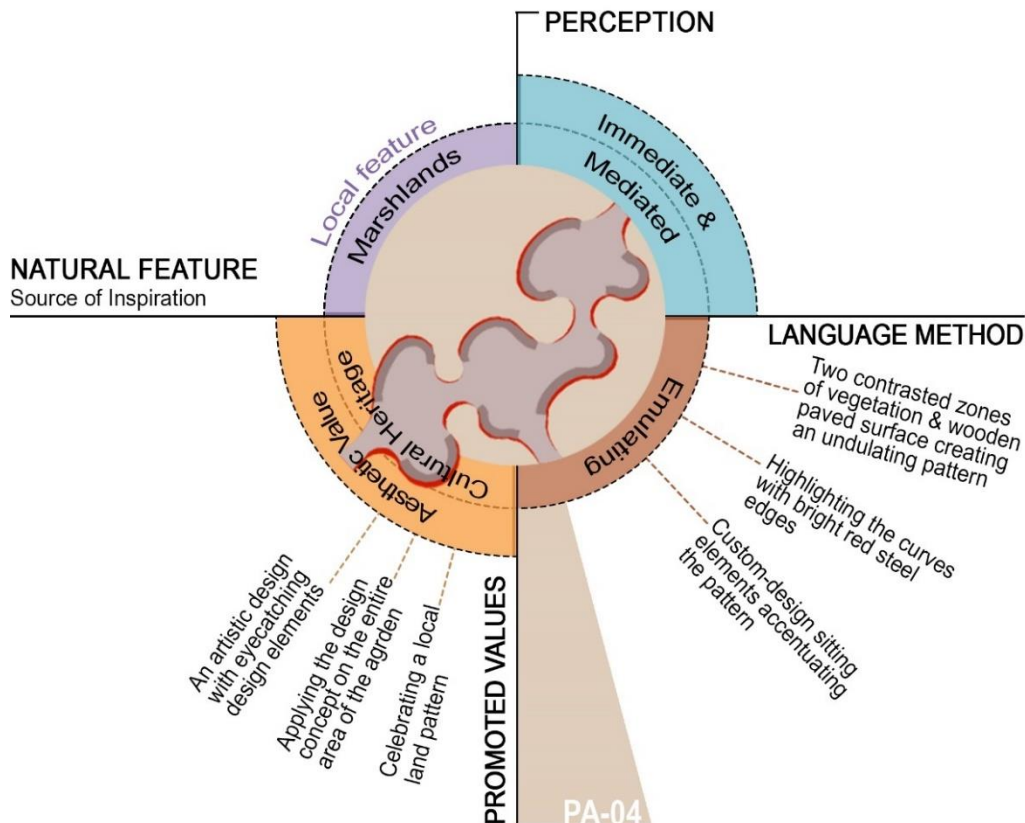 PERCEPTION
Immediate &
Mediated
Local feature
Marshlands
NATURAL FEATURE
Source of Inspiration
LANGUAGE METHOD
Emulating
Two contrasted zones
of vegetation & wooden
paved surface creating
an undulating pattern
Highlighting the curves
with bright red steel
edges
Custom-design sitting
elements accentuating
the pattern
Cultural Heritage
Aesthetic Value
An artistic design
with eyecatching
design elements
Applying the design
concept on the entire
area of the agrden
Celebrating a local
land pattern
PROMOTED VALUES
PA-04